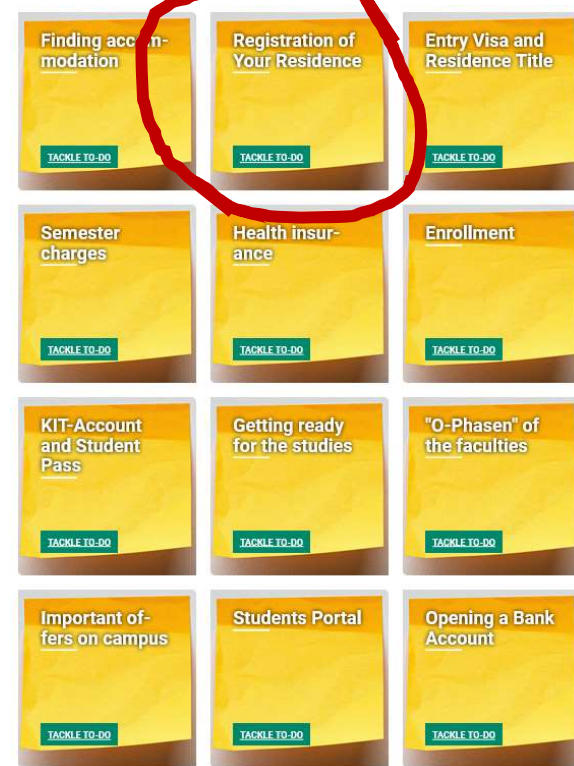 Finding accom-
modation
TACKLE TO-DO
Registration of
Your Residence
TACKLE TO-DO
Entry Visa and
Residence Title
TACKLE TO-DO
Semester
charges
TACKLE TO-DO
Health insur-
ance
TACKLE TO-DO
Enrollment
TACKLE TO-DO
KIT-Account
and Student
Pass
TACKLE TO-DO
Getting ready
for the studies
TACKLE TO-DO
"O-Phasen" of
the faculties
TACKLE TO-DO
Important of-
fers on campus
TACKLE TO-DO
Students Portal
TACKLE TO-DO
Opening a Bank
Account
TACKLE TO-DO